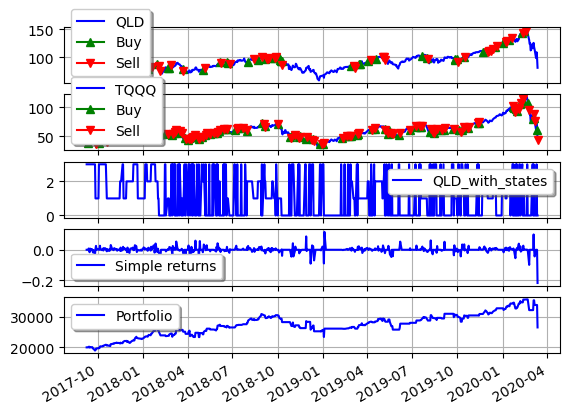 QLD
Buy
Sell
150
100
TQQQ
Buy
Sell
100
50
QLD_with_states
2
0
Simple returns
0.0
−0.2
Portfolio
30000
20000
2017-10
2018-01
2018-04
2018-07
2018-10
2019-01
2019-04
2019-07
2019-10
2020-01
2020-04